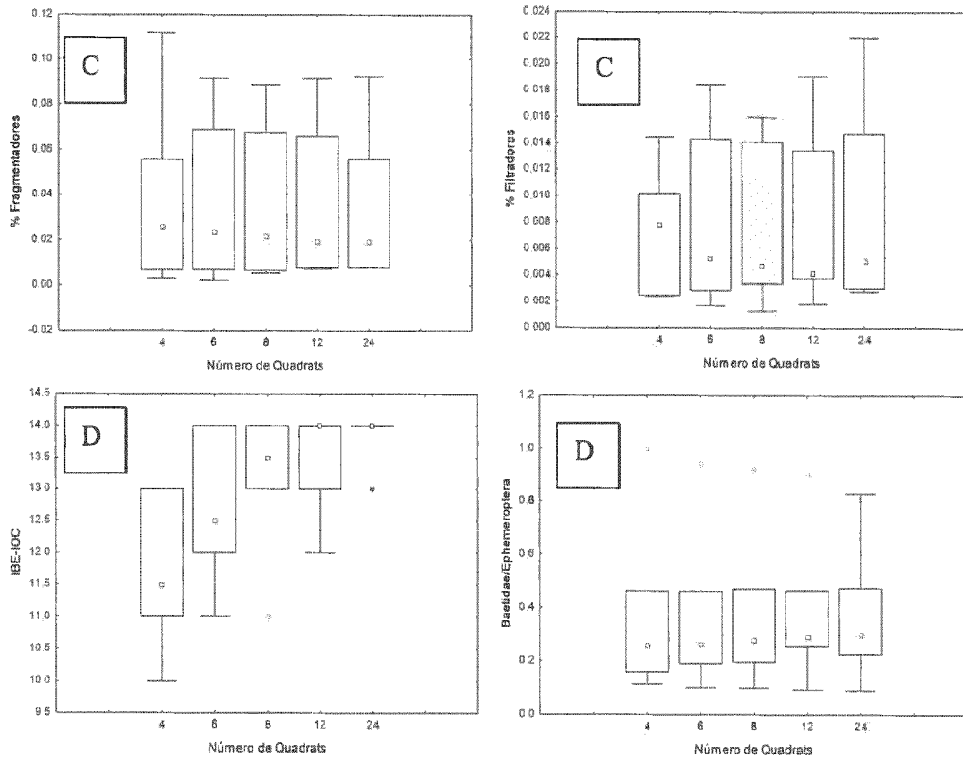 C
% Fragmentadores
0.12
0.10
0.08
0.06
0.04
0.02
0.00
-0.02
4 6 8 12 24
Número de Quadrats
C
% Filtradores
0.024
0.022
0.020
0.018
0.016
0.014
0.012
0.010
0.008
0.006
0.004
0.002
0.000
4 6 8 12 24
Número de Quadrats
D
IBE-IOC
14.5
14.0
13.5
13.0
12.5
12.0
11.5
11.0
10.5
10.0
9.5
4 6 8 12 24
Número de Quadrats
D
Baetidae/Ephemeroptera
1.2
1.0
0.8
0.6
0.4
0.2
0.0
4 6 8 12 24
Número de Quadrats